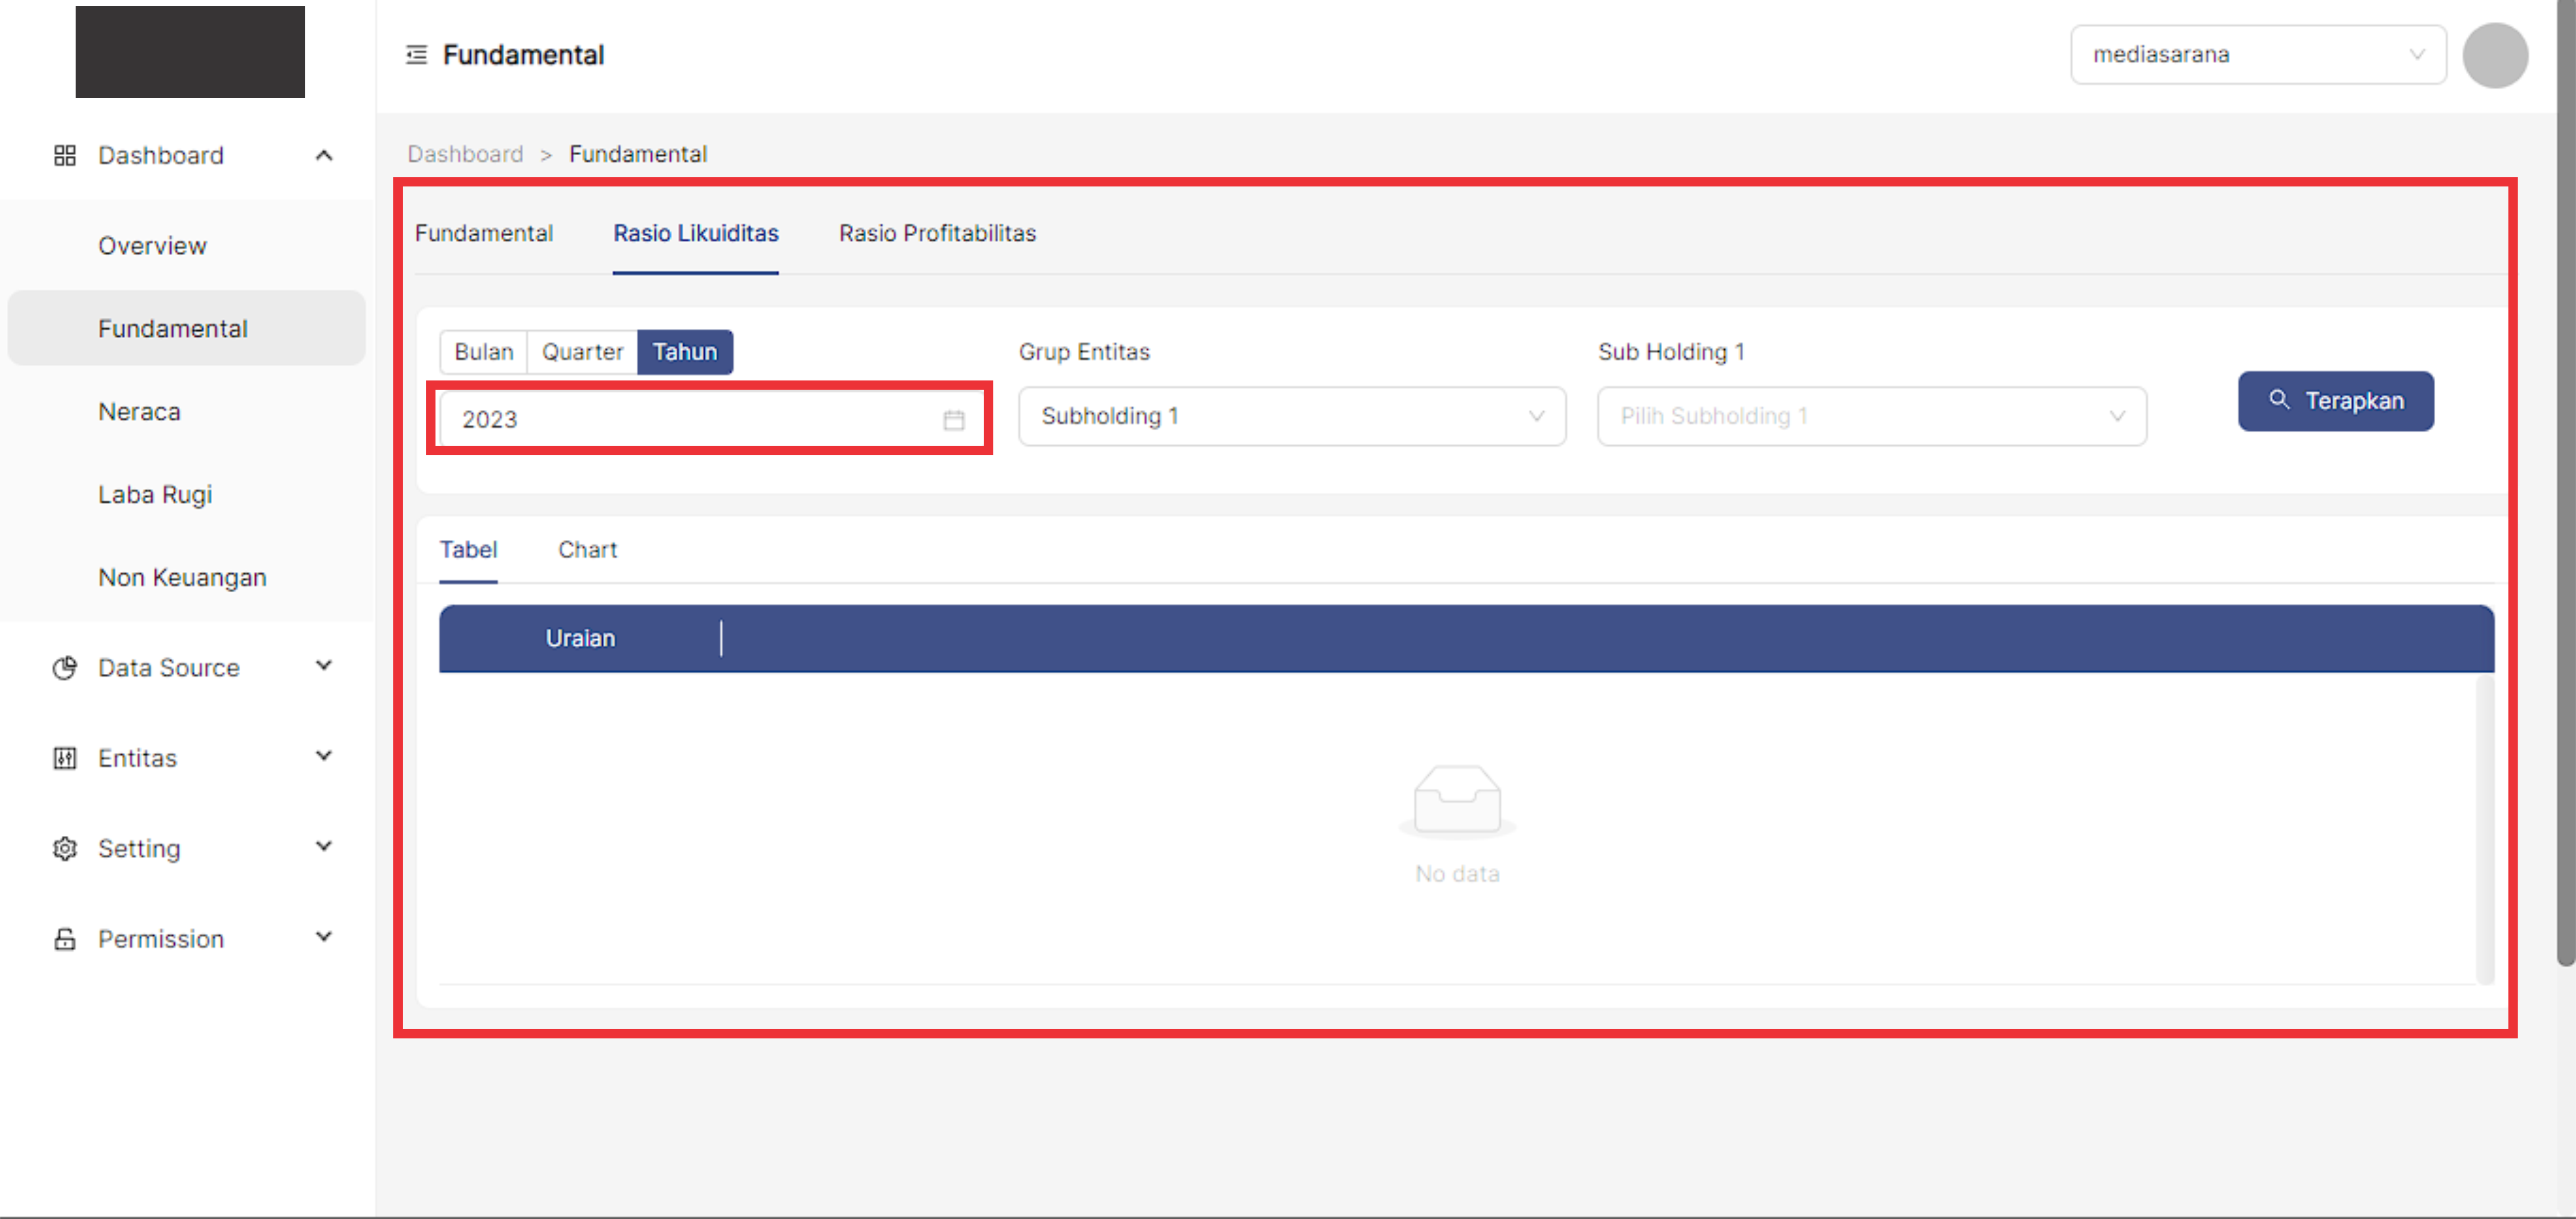 Fundamental
mediasarana
Dashboard
Overview
Fundamental
Neraca
Laba Rugi
Non Keuangan
Data Source
Entitas
Setting
Permission
Dashboard > Fundamental
Fundamental Rasio Likuiditas Rasio Profitabilitas
Bulan Quarter Tahun Grup Entitas Sub Holding 1
2023 Subholding 1 Pilih Subholding 1 Terapkan
Tabel Chart
Uraian
No data